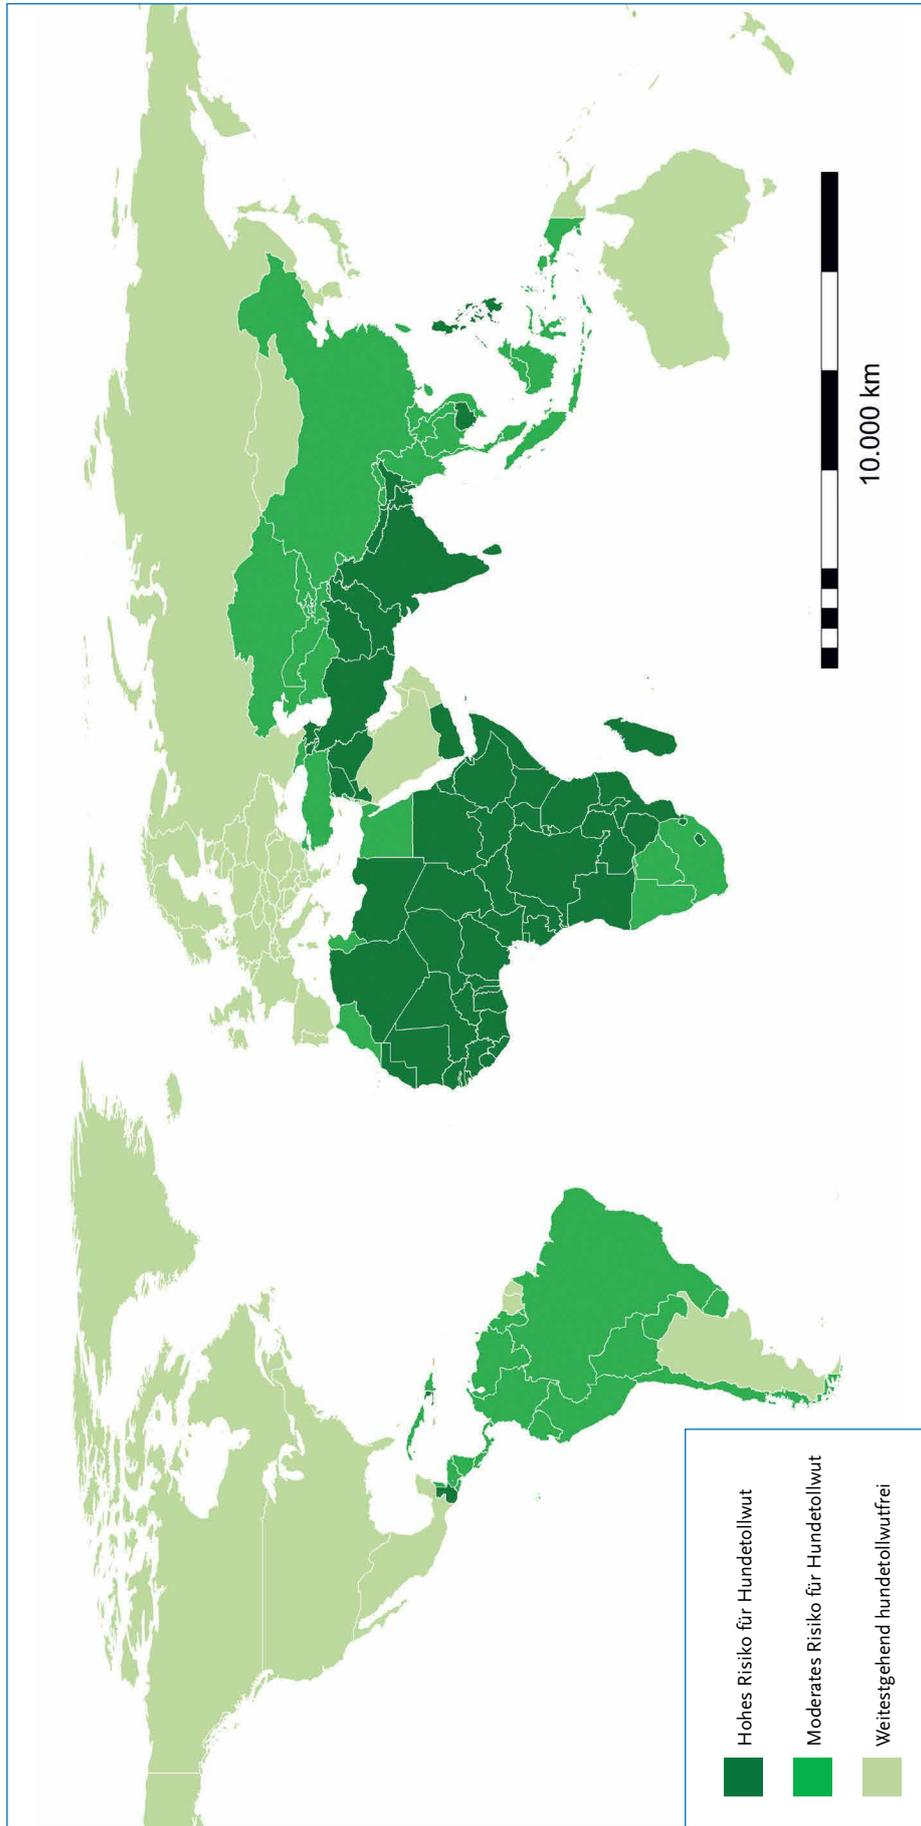 10.000 km
Hohes Risiko für Hundetollwut
Moderates Risiko für Hundetollwut
Weitestgehend hundetollwutfrei